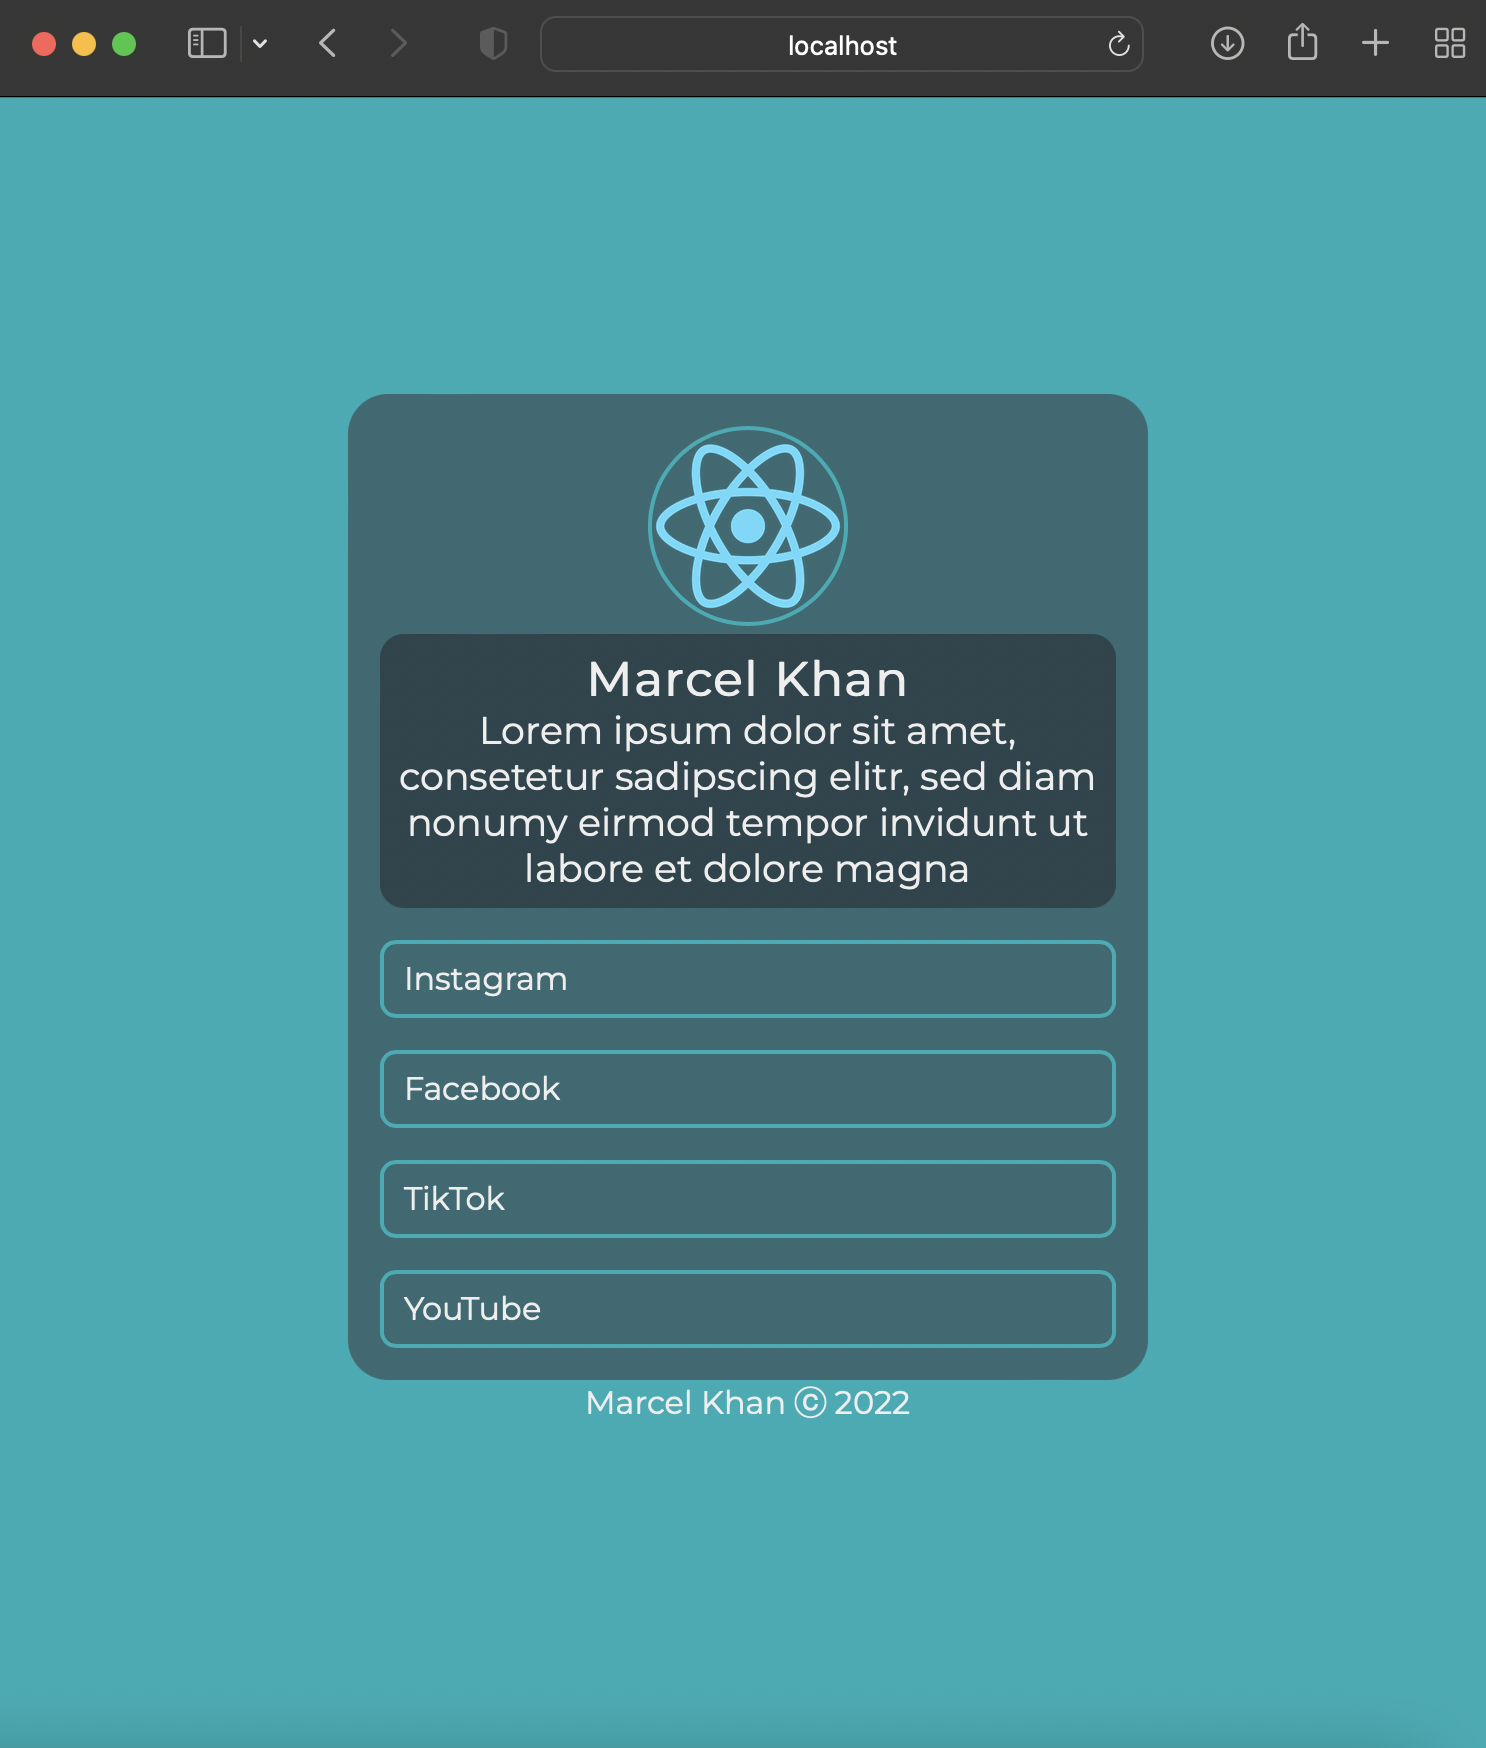 localhost
Marcel Khan
Lorem ipsum dolor sit amet,
consetetur sadipscing elitr, sed diam
nonumy eirmod tempor invidunt ut
labore et dolore magna
Instagram
Facebook
TikTok
YouTube
Marcel Khan ⓒ 2022